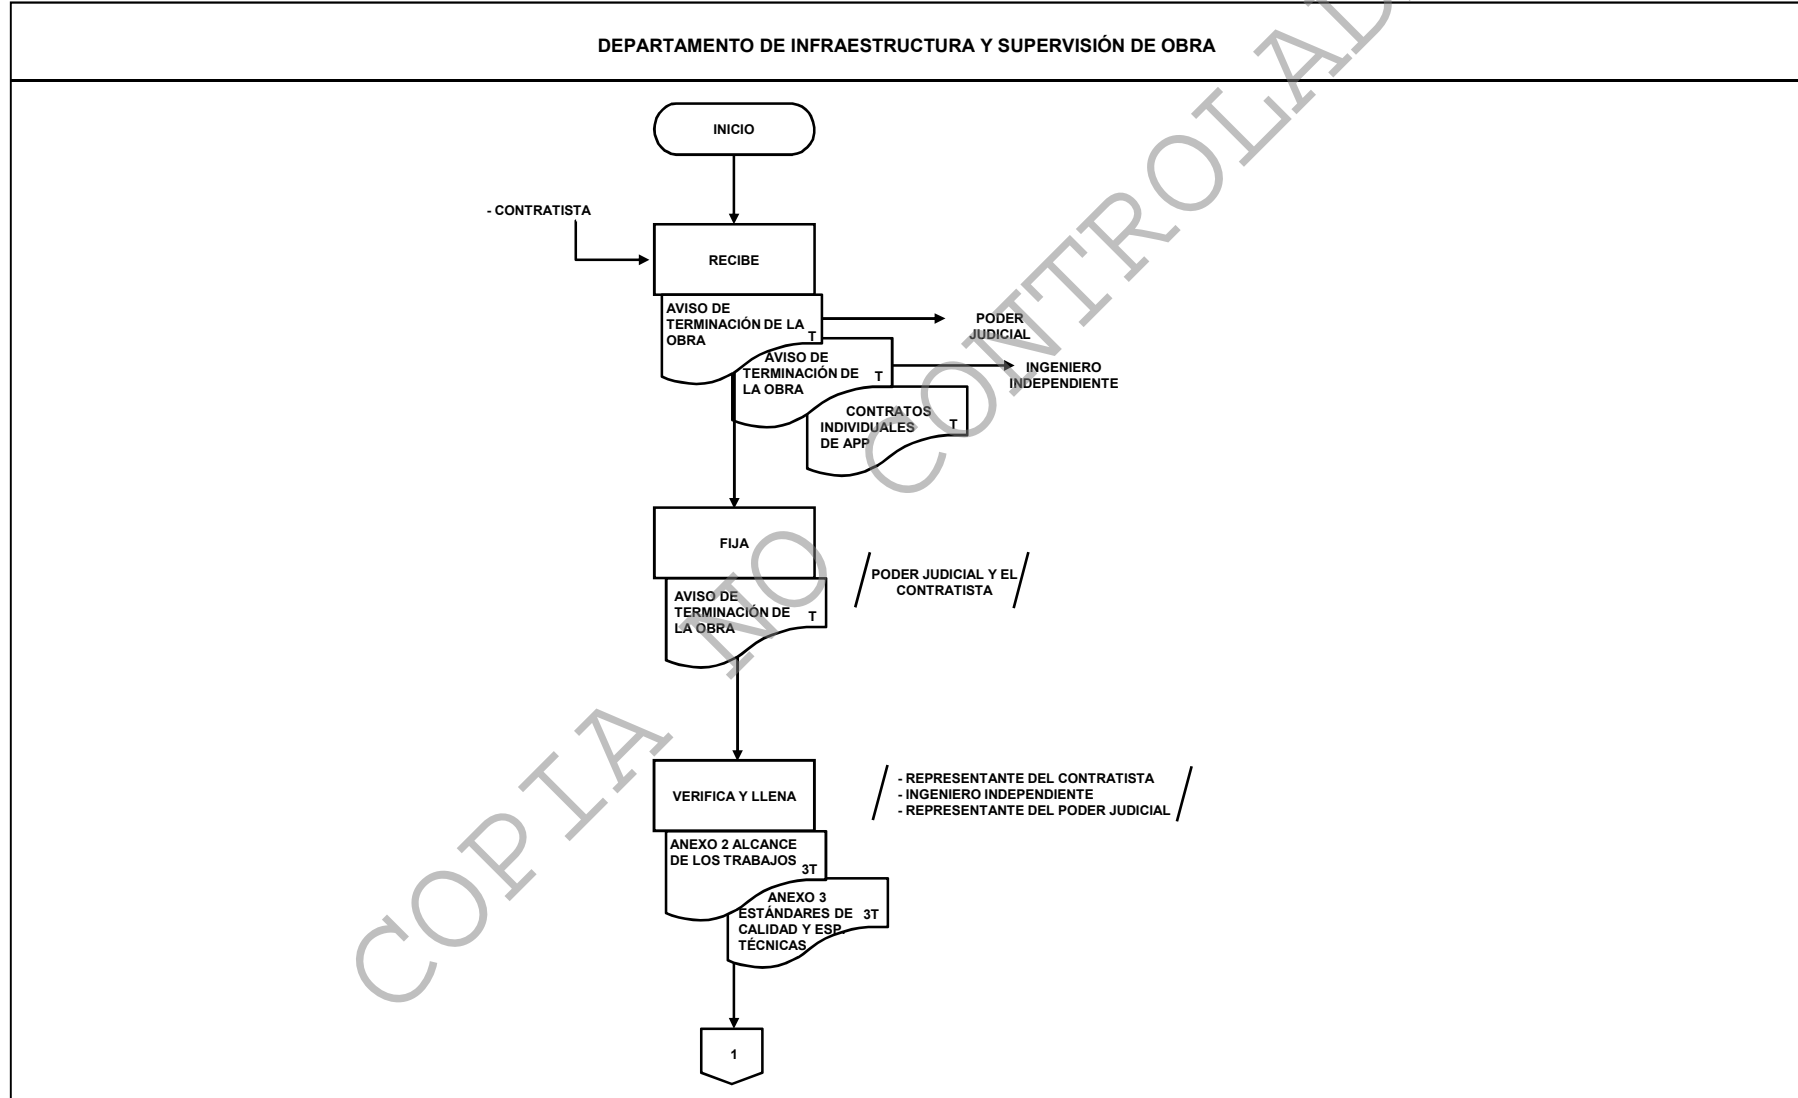 DEPARTAMENTO DE INFRAESTRUCTURA Y SUPERVISIÓN DE OBRA
INICIO
- CONTRATISTA
RECIBE
AVISO DE
TERMINACIÓN DE LA
OBRA
T
PODER
JUDICIAL
AVISO DE
TERMINACIÓN DE
LA OBRA
T
INGENIERO
INDEPENDIENTE
CONTRATOS
INDIVIDUALES
DE APP
T
FIJA
PODER JUDICIAL Y EL
CONTRATISTA
AVISO DE
TERMINACIÓN DE
LA OBRA
T
VERIFICA Y LLENA
- REPRESENTANTE DEL CONTRATISTA
- INGENIERO INDEPENDIENTE
- REPRESENTANTE DEL PODER JUDICIAL
ANEXO 2 ALCANCE
DE LOS TRABAJOS
3T
ANEXO 3
ESTÁNDARES DE
CALIDAD Y ESP.
TÉCNICAS
3T
1
COPIA NO CONTROLAD